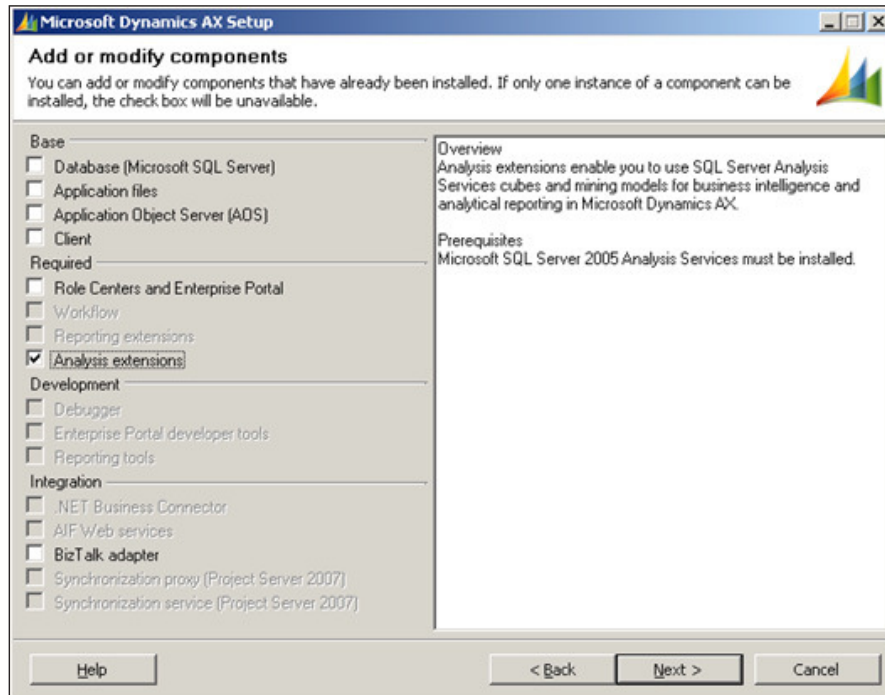 Microsoft Dynamics AX Setup
Add or modify components
You can add or modify components that have already been installed. If only one instance of a component can be
installed, the check box will be unavailable.
Base
Database (Microsoft SQL Server)
Application files
Application Object Server (AOS)
Client
Required
Role Centers and Enterprise Portal
Workflow
Reporting extensions
Analysis extensions
Development
Debugger
Enterprise Portal developer tools
Reporting tools
Integration
.NET Business Connector
AIF Web services
BizTalk adapter
Synchronization proxy (Project Server 2007)
Synchronization service (Project Server 2007)
Overview
Analysis extensions enable you to use SQL Server Analysis
Services cubes and mining models for business intelligence and
analytical reporting in Microsoft Dynamics AX.
Prerequisites
Microsoft SQL Server 2005 Analysis Services must be installed.
Help
< Back
Next >
Cancel